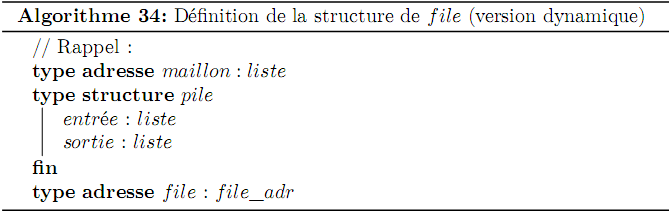 Algorithme 34: Définition de la structure de file (version dynamique)
// Rappel :
type adresse maillon : liste
type structure pile
entrée : liste
sortie : liste
fin
type adresse file : file_adr